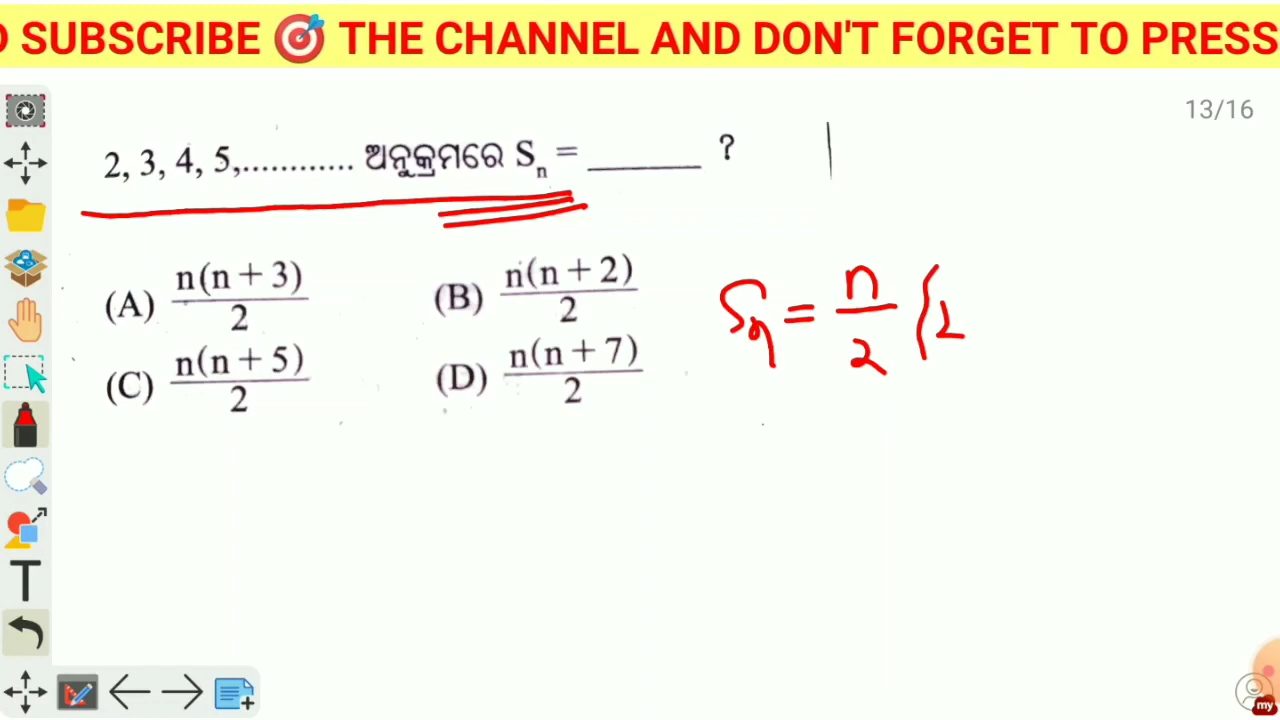 D SUBSCRIBE 🎯 THE CHANNEL AND DON'T FORGET TO PRESS
13/16
2, 3, 4, 5,............ ଅନୁକ୍ରମରେ Sₙ = ________ ?
(A) n(n + 3)/2 (B) n(n + 2)/2
(C) n(n + 5)/2 (D) n(n + 7)/2
Sₙ = n/2 {2
T
my